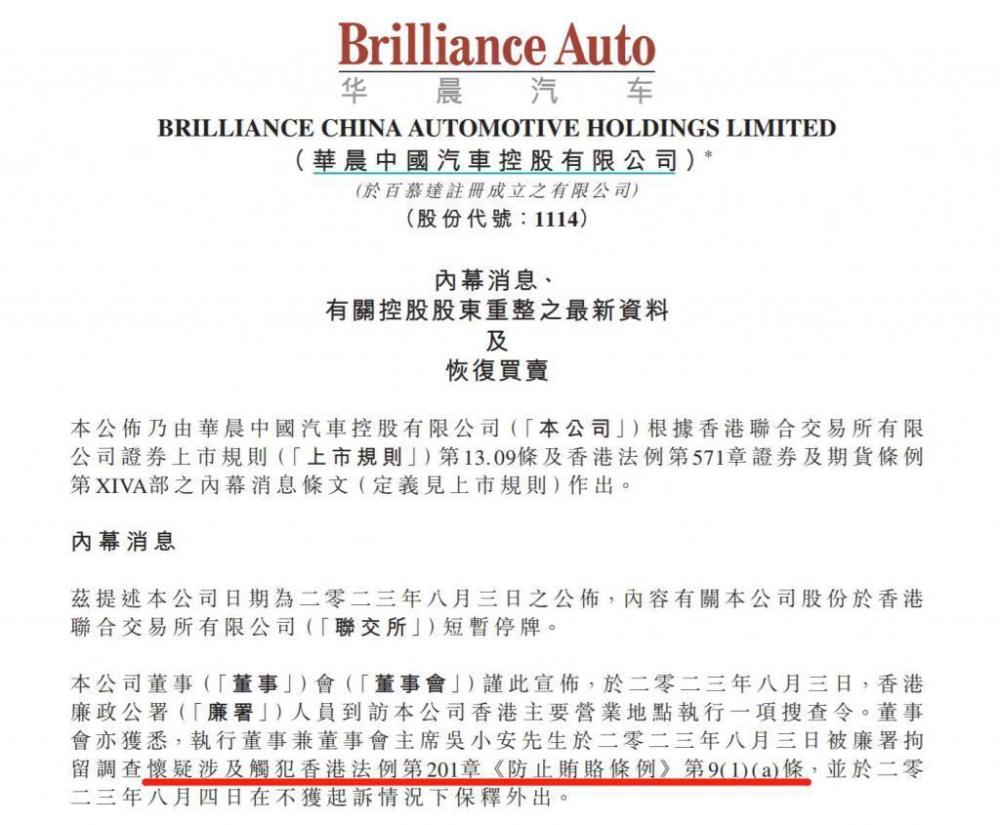 Brilliance Auto
华晨汽车
BRILLIANCE CHINA AUTOMOTIVE HOLDINGS LIMITED
（華晨中國汽車控股有限公司）*
(於百慕達註冊成立之有限公司)
（股份代號：1114）
內幕消息、
有關控股股東重整之最新資料
及
恢復買賣
本公佈乃由華晨中國汽車控股有限公司（「本公司」）根據香港聯合交易所有限
公司證券上市規則（「上市規則」）第13.09條及香港法例第571章證券及期貨條例
第XIVA部之內幕消息條文（定義見上市規則）作出。
內幕消息
茲提述本公司日期為二零二三年八月三日之公佈，內容有關本公司股份於香港
聯合交易所有限公司（「聯交所」）短暫停牌。
本公司董事（「董事」）會（「董事會」）謹此宣佈，於二零二三年八月三日，香港
廉政公署（「廉署」）人員到訪本公司香港主要營業地點執行一項搜查令。董事
會亦獲悉，執行董事兼董事會主席吳小安先生於二零二三年八月三日被廉署拘
留調查懷疑涉及觸犯香港法例第201章《防止賄賂條例》第9(1)(a)條，並於二零
二三年八月四日在不獲起訴情況下保釋外出。